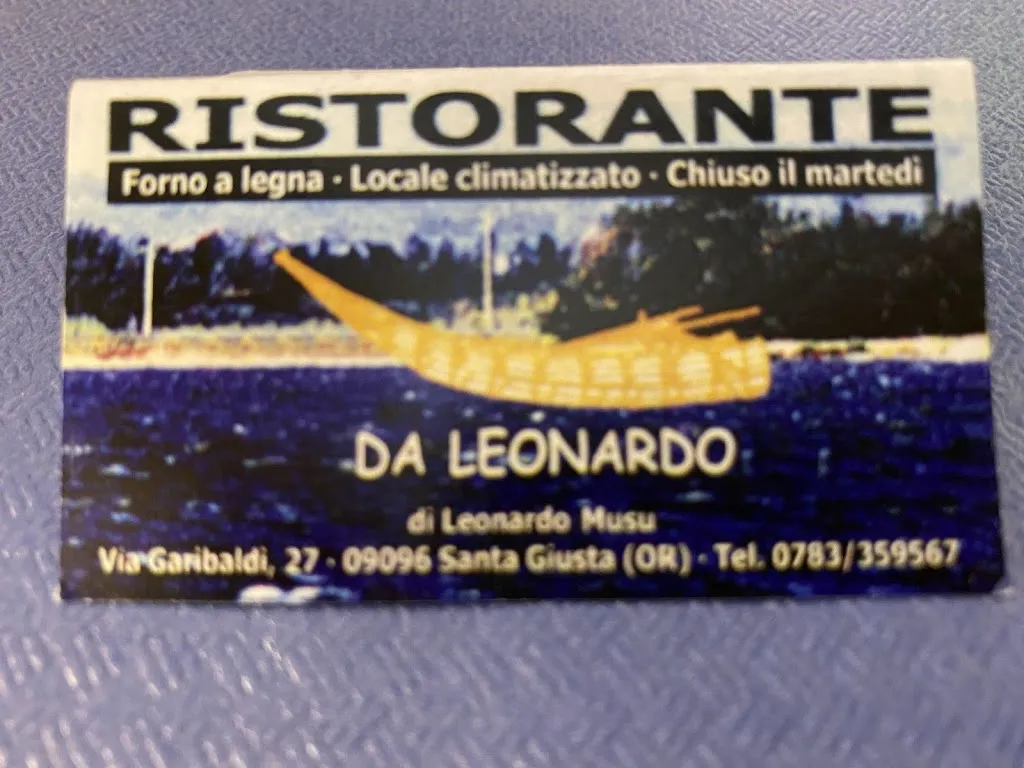 RISTORANTE
Forno a legna · Locale climatizzato · Chiuso il martedì
DA LEONARDO
di Leonardo Musu
Via Garibaldi, 27 · 09096 Santa Giusta (OR) · Tel. 0783/359567